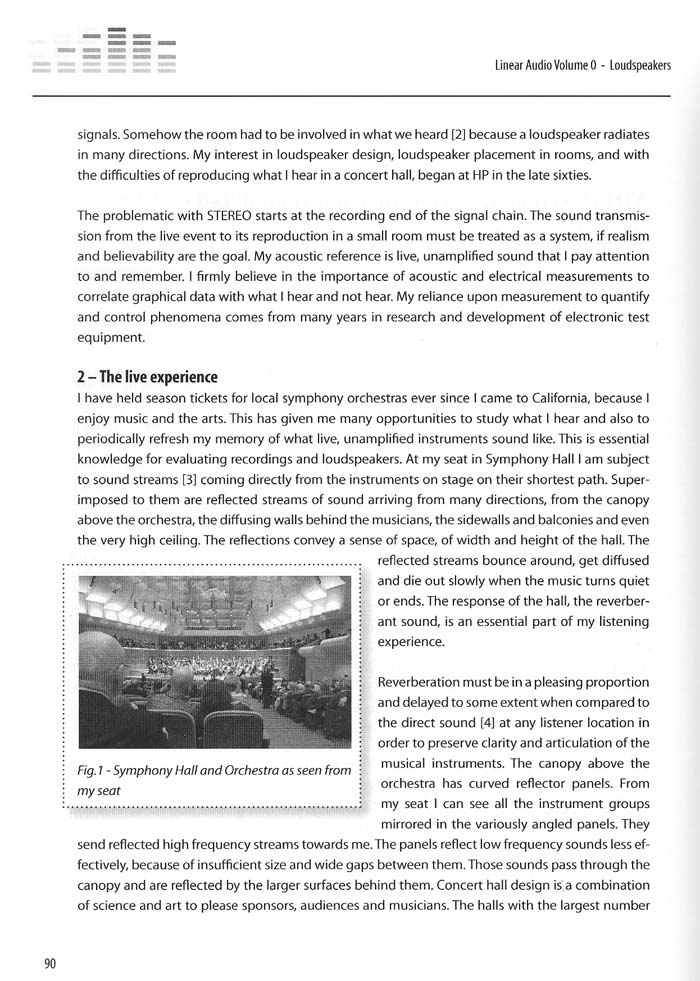 Linear Audio Volume 0 - Loudspeakers
signals. Somehow the room had to be involved in what we heard [2] because a loudspeaker radiates
in many directions. My interest in loudspeaker design, loudspeaker placement in rooms, and with
the difficulties of reproducing what I hear in a concert hall, began at HP in the late sixties.
The problematic with STEREO starts at the recording end of the signal chain. The sound transmis-
sion from the live event to its reproduction in a small room must be treated as a system, if realism
and believability are the goal. My acoustic reference is live, unamplified sound that I pay attention
to and remember. I firmly believe in the importance of acoustic and electrical measurements to
correlate graphical data with what I hear and not hear. My reliance upon measurement to quantify
and control phenomena comes from many years in research and development of electronic test
equipment.
2 – The live experience
I have held season tickets for local symphony orchestras ever since I came to California, because I
enjoy music and the arts. This has given me many opportunities to study what I hear and also to
periodically refresh my memory of what live, unamplified instruments sound like. This is essential
knowledge for evaluating recordings and loudspeakers. At my seat in Symphony Hall I am subject
to sound streams [3] coming directly from the instruments on stage on their shortest path. Super-
imposed to them are reflected streams of sound arriving from many directions, from the canopy
above the orchestra, the diffusing walls behind the musicians, the sidewalls and balconies and even
the very high ceiling. The reflections convey a sense of space, of width and height of the hall. The
reflected streams bounce around, get diffused
and die out slowly when the music turns quiet
or ends. The response of the hall, the reverber-
ant sound, is an essential part of my listening
experience.
Reverberation must be in a pleasing proportion
and delayed to some extent when compared to
the direct sound [4] at any listener location in
order to preserve clarity and articulation of the
musical instruments. The canopy above the
orchestra has curved reflector panels. From
my seat I can see all the instrument groups
mirrored in the variously angled panels. They
Fig.1 - Symphony Hall and Orchestra as seen from
my seat
send reflected high frequency streams towards me. The panels reflect low frequency sounds less ef-
fectively, because of insufficient size and wide gaps between them. Those sounds pass through the
canopy and are reflected by the larger surfaces behind them. Concert hall design is a combination
of science and art to please sponsors, audiences and musicians. The halls with the largest number
90